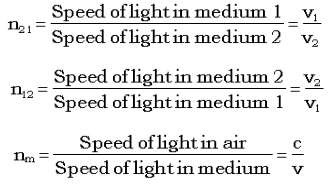 n₂₁ = Speed of light in medium 1 / Speed of light in medium 2 = v₁ / v₂
n₁₂ = Speed of light in medium 2 / Speed of light in medium 1 = v₂ / v₁
nₘ = Speed of light in air / Speed of light in medium = c / v